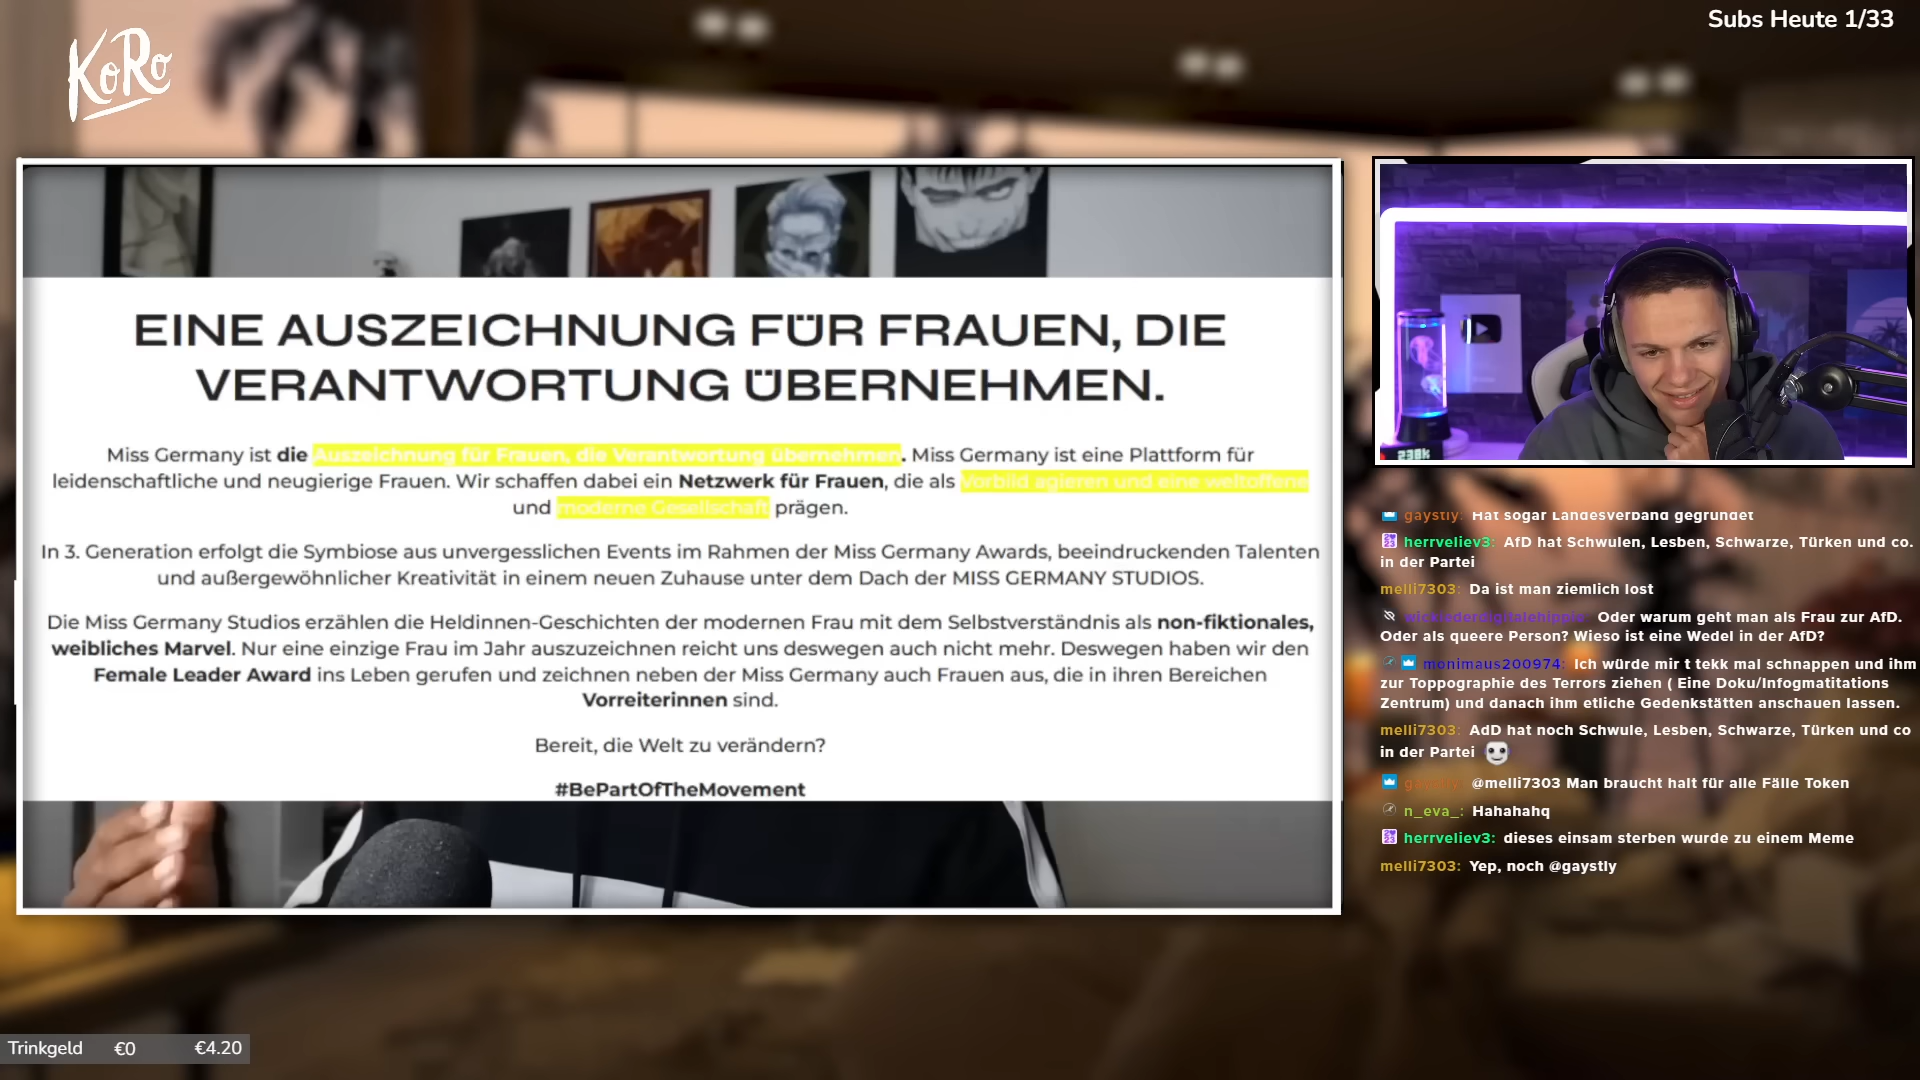 Subs Heute 1/33
KoRo
EINE AUSZEICHNUNG FÜR FRAUEN, DIE
VERANTWORTUNG ÜBERNEHMEN.
Miss Germany ist die Auszeichnung für Frauen, die Verantwortung übernehmen. Miss Germany ist eine Plattform für
leidenschaftliche und neugierige Frauen. Wir schaffen dabei ein Netzwerk für Frauen, die als Vorbild agieren und eine weltoffene
und moderne Gesellschaft prägen.
In 3. Generation erfolgt die Symbiose aus unvergesslichen Events im Rahmen der Miss Germany Awards, beeindruckenden Talenten
und außergewöhnlicher Kreativität in einem neuen Zuhause unter dem Dach der MISS GERMANY STUDIOS.
Die Miss Germany Studios erzählen die Heldinnen-Geschichten der modernen Frau mit dem Selbstverständnis als non-fiktionales,
weibliches Marvel. Nur eine einzige Frau im Jahr auszuzeichnen reicht uns deswegen auch nicht mehr. Deswegen haben wir den
Female Leader Award ins Leben gerufen und zeichnen neben der Miss Germany auch Frauen aus, die in ihren Bereichen
Vorreiterinnen sind.
Bereit, die Welt zu verändern?
#BePartOfTheMovement
238k
gaystly: Hat sogar Landesverband gegründet
herrveliev3: AfD hat Schwulen, Lesben, Schwarze, Türken und co.
in der Partei
melli7303: Da ist man ziemlich lost
Oder warum geht man als Frau zur AfD.
Oder als queere Person? Wieso ist eine Wedel in der AfD?
monimaus200974: Ich würde mir t tekk mal schnappen und ihm
zur Toppographie des Terrors ziehen ( Eine Doku/Infogmatitations
Zentrum) und danach ihm etliche Gedenkstätten anschauen lassen.
melli7303: AdD hat noch Schwule, Lesben, Schwarze, Türken und co
in der Partei
gaystly: @melli7303 Man braucht halt für alle Fälle Token
n_eva_: Hahahahq
herrveliev3: dieses einsam sterben wurde zu einem Meme
melli7303: Yep, noch @gaystly
Trinkgeld €0 €4.20